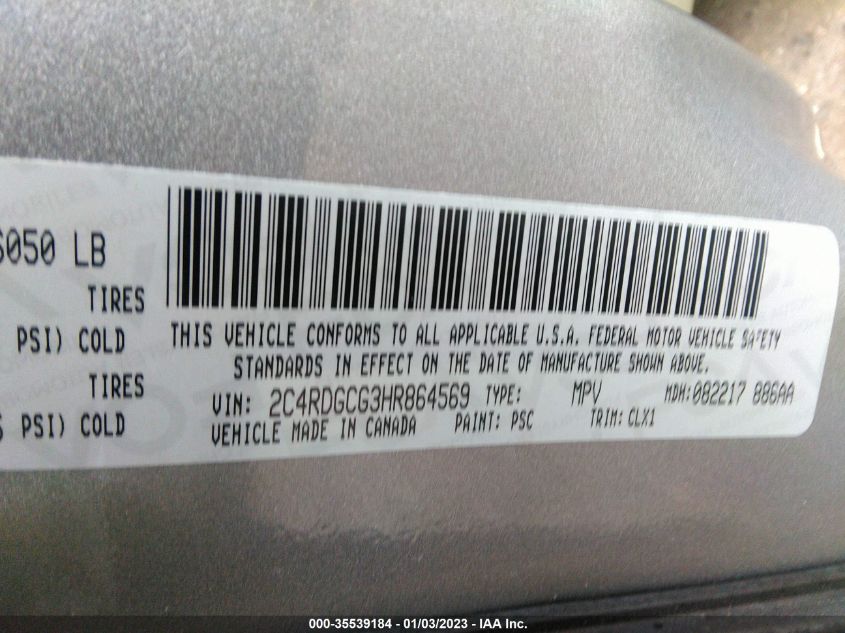 6050 LB
TIRES
PSI) COLD
TIRES
PSI) COLD
THIS VEHICLE CONFORMS TO ALL APPLICABLE U.S.A. FEDERAL MOTOR VEHICLE SAFETY
STANDARDS IN EFFECT ON THE DATE OF MANUFACTURE SHOWN ABOVE.
VIN: 2C4RDGCG3HR864569 TYPE: MPV MDH:082217 886AA
VEHICLE MADE IN CANADA PAINT: PSC TRIM: CLX1
000-35539184 - 01/03/2023 - IAA Inc.